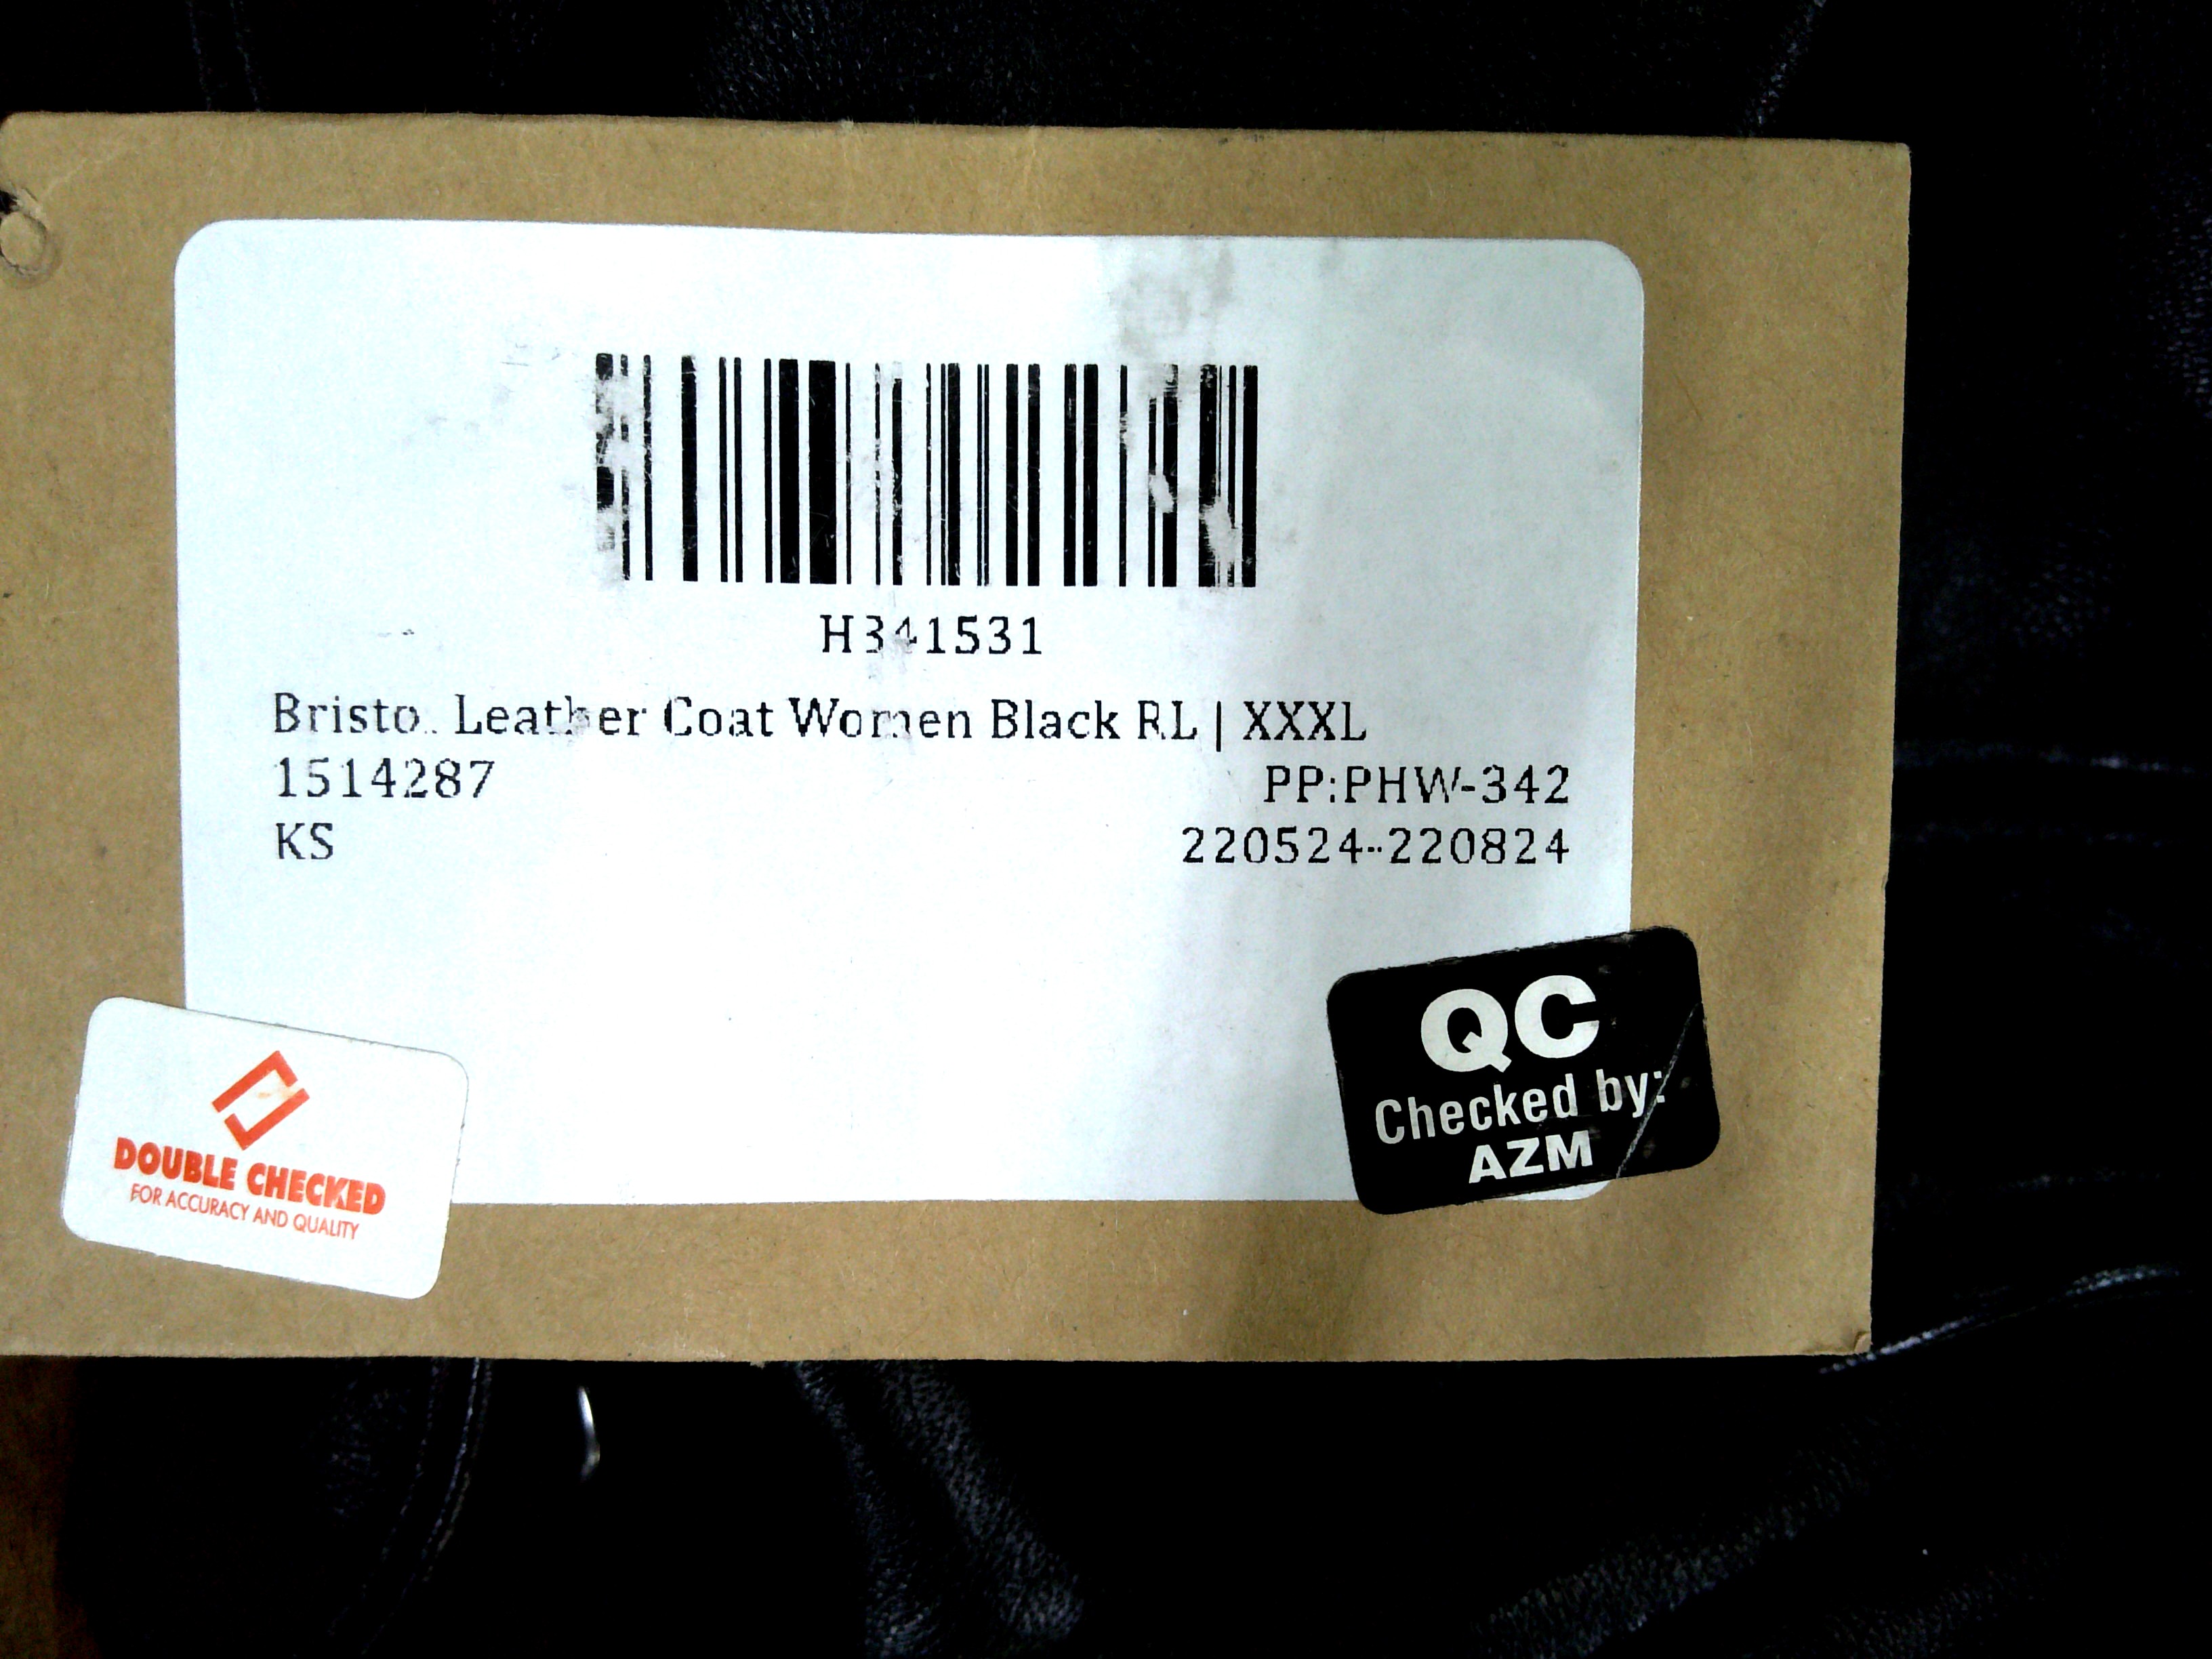 H341531
Bristol Leather Coat Women Black RL | XXXL
1514287
PP:PHW-342
KS
220524-220824
QC
Checked by:
AZM
DOUBLE CHECKED
FOR ACCURACY AND QUALITY